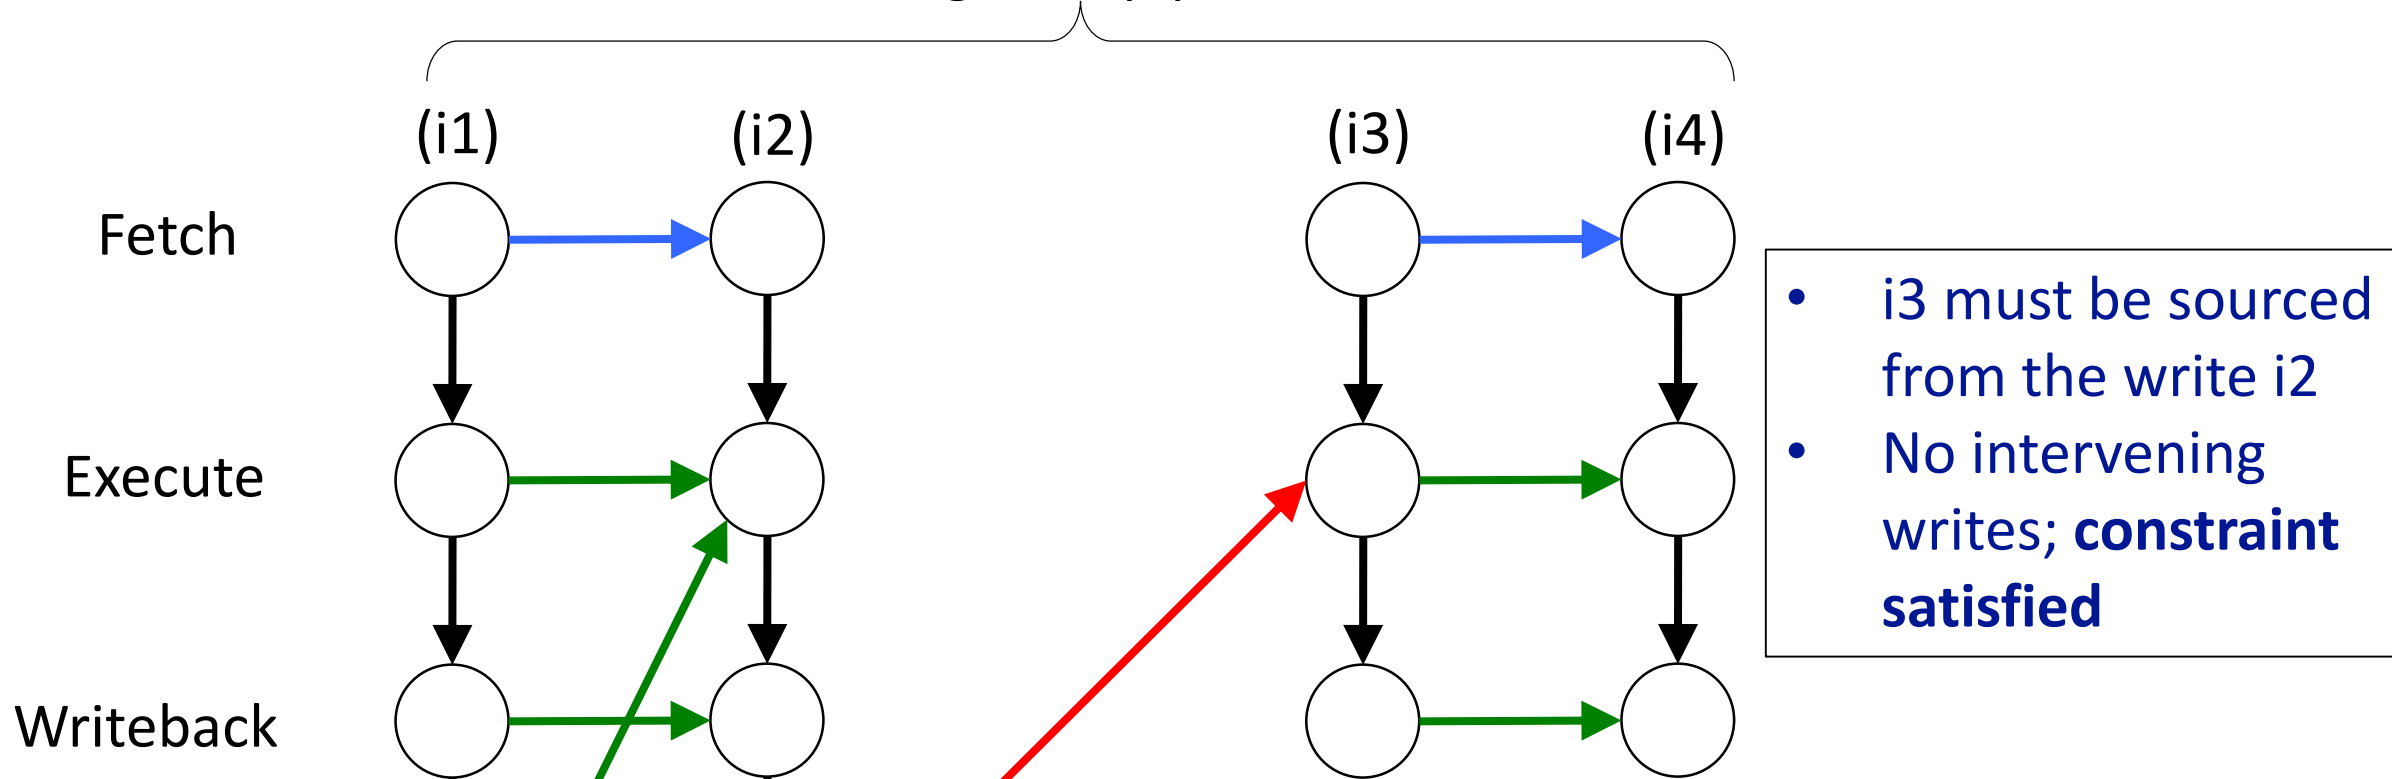 (i1) (i2) (i3) (i4)
Fetch
Execute
Writeback
• i3 must be sourced
from the write i2
• No intervening
writes; constraint
satisfied